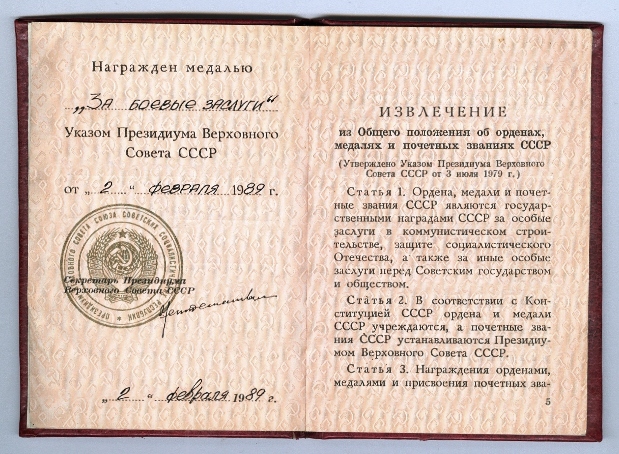 Награжден медалью
„За боевые заслуги“
Указом Президиума Верховного
Совета СССР
от „ 2 “ февраля 1989 г.
Секретарь Президиума
Верховного Совета СССР
„ 2 “ февраля 1989 г.
ИЗВЛЕЧЕНИЕ
из Общего положения об орденах,
медалях и почетных званиях СССР
(Утверждено Указом Президиума Верховного
Совета СССР от 3 июля 1979 г.)
Статья 1. Ордена, медали и почет-
ные звания СССР являются государ-
ственными наградами СССР за особые
заслуги в коммунистическом строи-
тельстве, защите социалистического
Отечества, а также за иные особые
заслуги перед Советским государством
и обществом.
Статья 2. В соответствии с Кон-
ституцией СССР ордена и медали
СССР учреждаются, а почетные зва-
ния СССР устанавливаются Президиу-
мом Верховного Совета СССР.
Статья 3. Награждения орденами,
медалями и присвоения почетных зва-
5